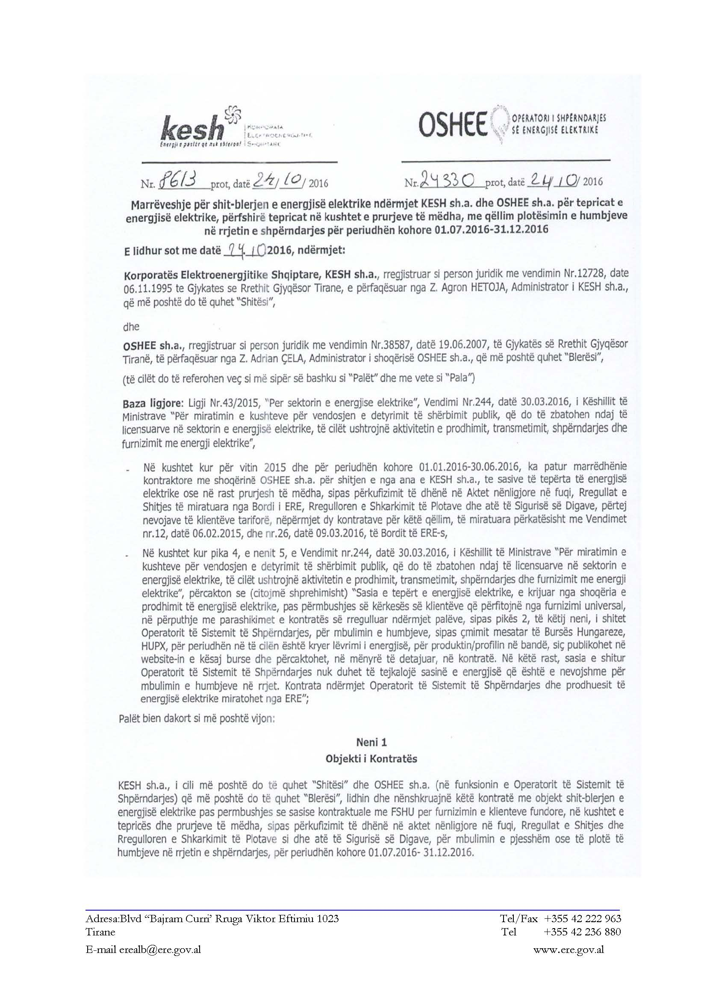 kesh
KORPORATA
ELEKTROENERGJITIKE
SHQIPTARE
Energji e pastër që nuk shteron!
OSHEE OPERATORI I SHPËRNDARJES
SË ENERGJISË ELEKTRIKE
Nr. 8613 prot, datë 24/10/2016
Nr. 24330 prot, datë 24/10/2016
Marrëveshje për shit-blerjen e energjisë elektrike ndërmjet KESH sh.a. dhe OSHEE sh.a. për tepricat e
energjisë elektrike, përfshirë tepricat në kushtet e prurjeve të mëdha, me qëllim plotësimin e humbjeve
në rrjetin e shpërndarjes për periudhën kohore 01.07.2016-31.12.2016
E lidhur sot me datë 24.10.2016, ndërmjet:
Korporatës Elektroenergjitike Shqiptare, KESH sh.a., rregjistruar si person juridik me vendimin Nr.12728, date
06.11.1995 te Gjykates se Rrethit Gjyqësor Tirane, e përfaqësuar nga Z. Agron HETOJA, Administrator i KESH sh.a.,
që më poshtë do të quhet "Shitësi",
dhe
OSHEE sh.a., rregjistruar si person juridik me vendimin Nr.38587, datë 19.06.2007, të Gjykatës së Rrethit Gjyqësor
Tiranë, të përfaqësuar nga Z. Adrian ÇELA, Administrator i shoqërisë OSHEE sh.a., që më poshtë quhet "Blerësi",
(të cilët do të referohen veç si më sipër së bashku si "Palët" dhe me vete si "Pala")
Baza ligjore: Ligji Nr.43/2015, "Per sektorin e energjise elektrike", Vendimi Nr.244, datë 30.03.2016, i Këshillit të
Ministrave "Për miratimin e kushteve për vendosjen e detyrimit të shërbimit publik, që do të zbatohen ndaj të
licensuarve në sektorin e energjisë elektrike, të cilët ushtrojnë aktivitetin e prodhimit, transmetimit, shpërndarjes dhe
furnizimit me energji elektrike",
- Në kushtet kur për vitin 2015 dhe për periudhën kohore 01.01.2016-30.06.2016, ka patur marrëdhënie
kontraktore me shoqërinë OSHEE sh.a. për shitjen e nga ana e KESH sh.a., te sasive të tepërta të energjisë
elektrike ose në rast prurjesh të mëdha, sipas përkufizimit të dhënë në Aktet nënligjore në fuqi, Rregullat e
Shitjes të miratuara nga Bordi i ERE, Rregulloren e Shkarkimit të Plotave dhe atë të Sigurisë së Digave, përtej
nevojave të klientëve tariforë, nëpërmjet dy kontratave për këtë qëllim, të miratuara përkatësisht me Vendimet
nr.12, datë 06.02.2015, dhe nr.26, datë 09.03.2016, të Bordit të ERE-s,
- Në kushtet kur pika 4, e nenit 5, e Vendimit nr.244, datë 30.03.2016, i Këshillit të Ministrave "Për miratimin e
kushteve për vendosjen e detyrimit të shërbimit publik, që do të zbatohen ndaj të licensuarve në sektorin e
energjisë elektrike, të cilët ushtrojnë aktivitetin e prodhimit, transmetimit, shpërndarjes dhe furnizimit me energji
elektrike", përcakton se (citojmë shprehimisht) "Sasia e tepërt e energjisë elektrike, e krijuar nga shoqëria e
prodhimit të energjisë elektrike, pas përmbushjes së kërkesës së klientëve që përfitojnë nga furnizimi universal,
në përputhje me parashikimet e kontratës së rregulluar ndërmjet palëve, sipas pikës 2, të këtij neni, i shitet
Operatorit të Sistemit të Shpërndarjes, për mbulimin e humbjeve, sipas çmimit mesatar të Bursës Hungareze,
HUPX, për periudhën në të cilën është kryer lëvrimi i energjisë, për produktin/profilin në bandë, siç publikohet në
website-in e kësaj burse dhe përcaktohet, në mënyrë të detajuar, në kontratë. Në këtë rast, sasia e shitur
Operatorit të Sistemit të Shpërndarjes nuk duhet të tejkalojë sasinë e energjisë që është e nevojshme për
mbulimin e humbjeve në rrjet. Kontrata ndërmjet Operatorit të Sistemit të Shpërndarjes dhe prodhuesit të
energjisë elektrike miratohet nga ERE";
Palët bien dakort si më poshtë vijon:
Neni 1
Objekti i Kontratës
KESH sh.a., i cili më poshtë do të quhet "Shitësi" dhe OSHEE sh.a. (në funksionin e Operatorit të Sistemit të
Shpërndarjes) që më poshtë do të quhet "Blerësi", lidhin dhe nënshkruajnë këtë kontratë me objekt shit-blerjen e
energjisë elektrike pas permbushjes se sasise kontraktuale me FSHU per furnizimin e klienteve fundore, në kushtet e
tepricës dhe prurjeve të mëdha, sipas përkufizimit të dhënë në aktet nënligjore në fuqi, Rregullat e Shitjes dhe
Rregulloren e Shkarkimit të Plotave si dhe atë të Sigurisë së Digave, për mbulimin e pjesshëm ose të plotë të
humbjeve në rrjetin e shpërndarjes, për periudhën kohore 01.07.2016- 31.12.2016.
Adresa:Blvd “Bajram Curri’ Rruga Viktor Eftimiu 1023 Tel/Fax +355 42 222 963
Tirane Tel +355 42 236 880
E-mail erealb@ere.gov.al www.ere.gov.al